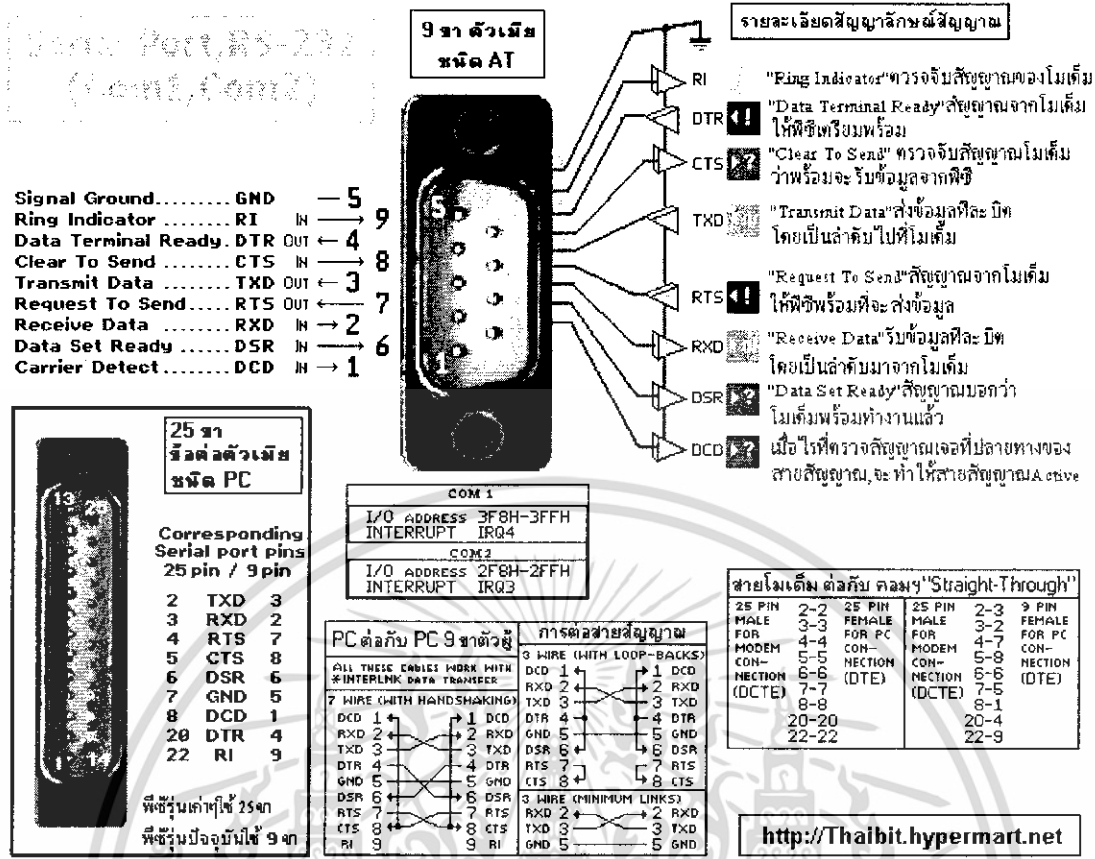 Serial Port,RS-232
(Com1,Com2)
9 ขา ตัวเมีย
ชนิด AT
รายละเอียดสัญญาลักษณ์สัญญาณ
RI "Ring Indicator"ตวรจจับสัญญาณของโมเด็ม
DTR "Data Terminal Ready"สัญญาณจากโมเด็ม
ให้พีซีเตรียมพร้อม
CTS "Clear To Send" ตรวจจับสัญญาณโมเด็ม
ว่าพร้อมจะรับข้อมูลจากพีซี
TXD "Transmit Data"ส่งข้อมูลทีละบิต
โดยเป็นลำดับไปที่โมเด็ม
RTS "Request To Send"สัญญาณจากโมเด็ม
ให้พีซีพร้อมที่จะส่งข้อมูล
RXD "Receive Data"รับข้อมูลทีละบิต
โดยเป็นลำดับมาจากโมเด็ม
DSR "Data Set Ready"สัญญาณบอกว่า
โมเด็มพร้อมทำงานแล้ว
DCD เมื่อไรที่ตรวจสัญญาณเจอที่ปลายทางของ
สายสัญญาณ,จะทำให้สายสัญญาณActive
Signal Ground......... GND — 5
Ring Indicator ........ RI IN → 9
Data Terminal Ready. DTR OUT ← 4
Clear To Send ........ CTS IN → 8
Transmit Data ........ TXD OUT ← 3
Request To Send..... RTS OUT ← 7
Receive Data ........ RXD IN → 2
Data Set Ready ...... DSR IN → 6
Carrier Detect....... DCD IN → 1
5
1
25 ขา
ข้อต่อตัวเมีย
ชนิด PC
13 25
1 14
Corresponding
Serial port pins
25 pin / 9 pin
2 TXD 3
3 RXD 2
4 RTS 7
5 CTS 8
6 DSR 6
7 GND 5
8 DCD 1
20 DTR 4
22 RI 9
พีซีรุ่นเก่าๆใช้ 25ขา
พีซีรุ่นปัจจุบันใช้ 9 ขา
COM 1
I/O ADDRESS 3F8H-3FFH
INTERRUPT IRQ4
COM2
I/O ADDRESS 2F8H-2FFH
INTERRUPT IRQ3
PC ต่อกับ PC 9 ขาตัวผู้
ALL THESE CABLES WORK WITH
*INTERLNK DATA TRANSFER
7 WIRE (WITH HANDSHAKING)
DCD 1 1 DCD
RXD 2 2 RXD
TXD 3 3 TXD
DTR 4 4 DTR
GND 5 5 GND
DSR 6 6 DSR
RTS 7 7 RTS
CTS 8 8 CTS
RI 9 9 RI
การต่อสายสัญญาณ
3 WIRE (WITH LOOP-BACKS)
DCD 1 1 DCD
RXD 2 2 RXD
TXD 3 3 TXD
DTR 4 4 DTR
GND 5 5 GND
DSR 6 6 DSR
RTS 7 7 RTS
CTS 8 8 CTS
3 WIRE (MINIMUM LINKS)
RXD 2 2 RXD
TXD 3 3 TXD
GND 5 5 GND
สายโมเด็ม ต่อกับ คอมฯ"Straight-Through"
25 PIN
MALE
FOR
MODEM
CON-
NECTION
(DCTE)
2-2
3-3
4-4
5-5
6-6
7-7
8-8
20-20
22-22
25 PIN
FEMALE
FOR PC
CON-
NECTION
(DTE)
25 PIN
MALE
FOR
MODEM
CON-
NECTION
(DCTE)
2-3
3-2
4-7
5-8
6-6
7-5
8-1
20-4
22-9
9 PIN
FEMALE
FOR PC
CON-
NECTION
(DTE)
http://Thaibit.hypermart.net